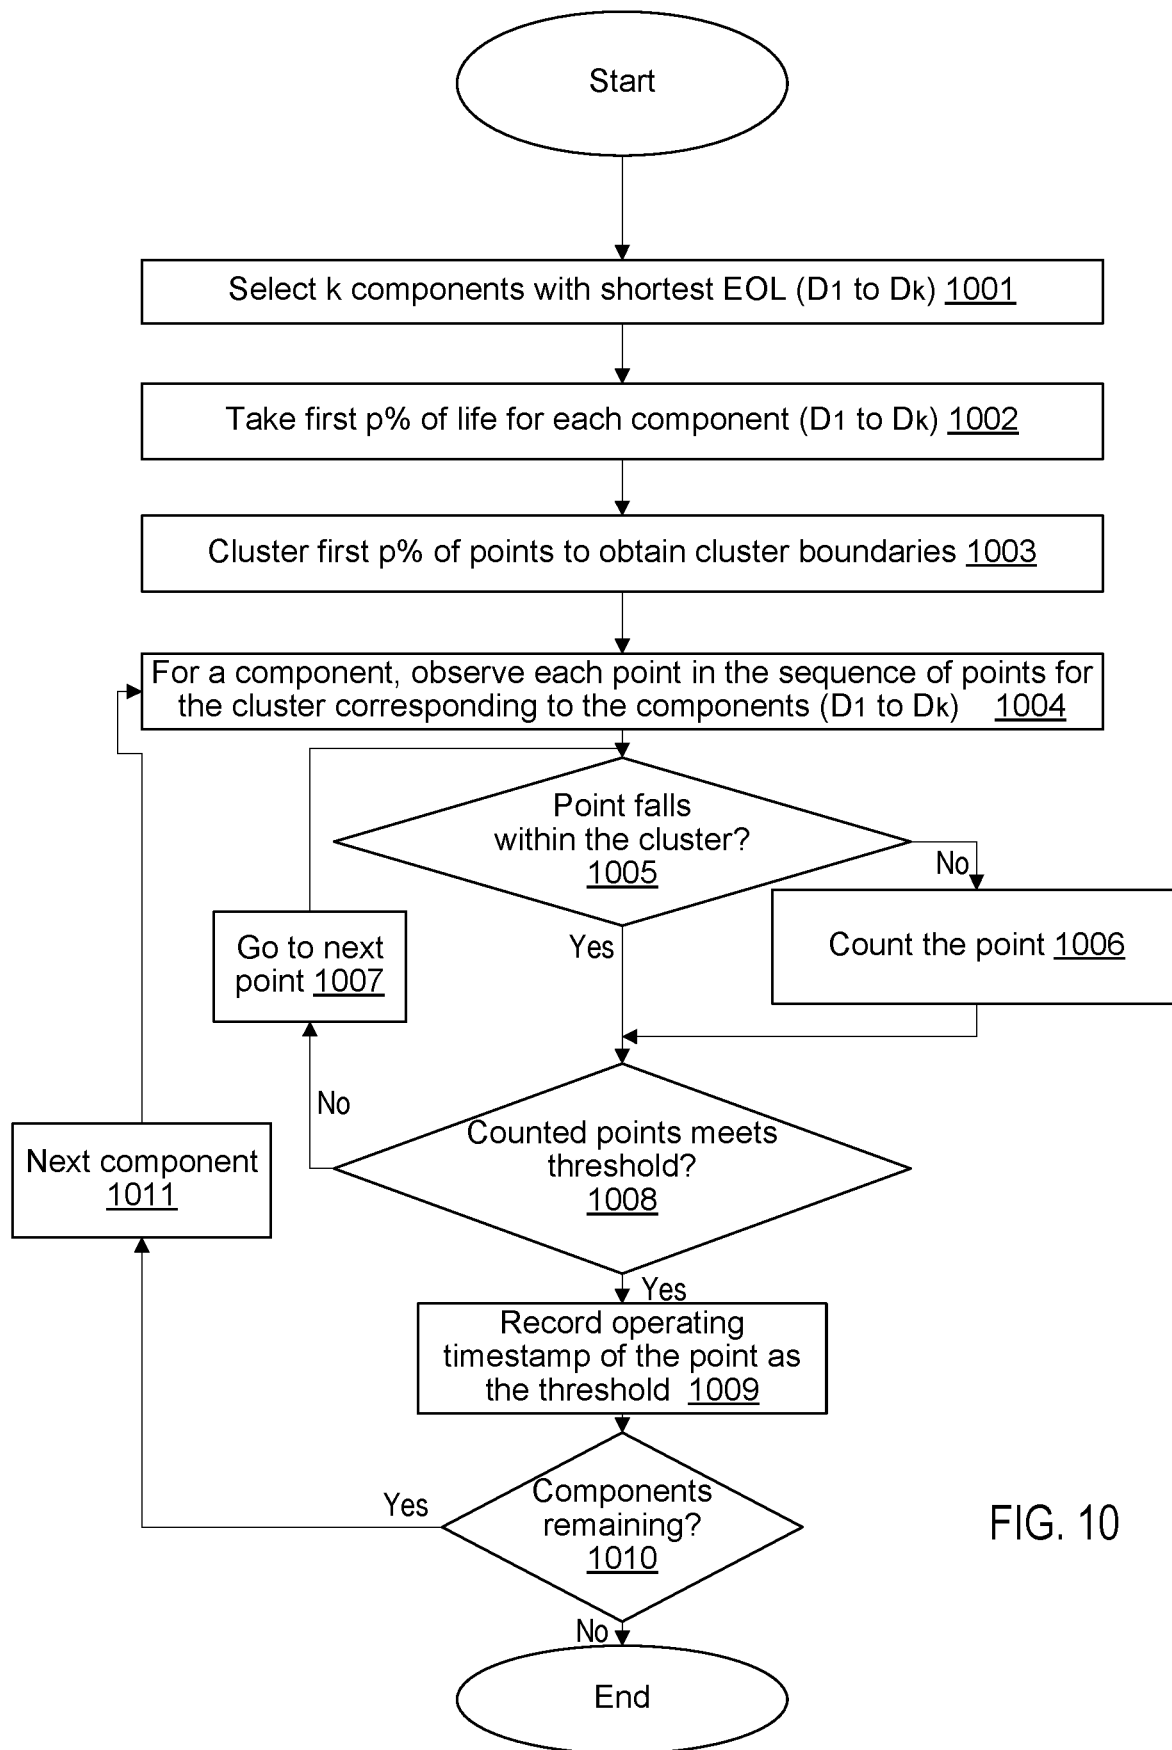 Start
Select k components with shortest EOL (D1 to Dk) 1001
Take first p% of life for each component (D1 to Dk) 1002
Cluster first p% of points to obtain cluster boundaries 1003
For a component, observe each point in the sequence of points for
the cluster corresponding to the components (D1 to Dk) 1004
Point falls
within the cluster?
1005
No
Count the point 1006
Yes
Go to next
point 1007
No
Counted points meets
threshold?
1008
Next component
1011
Yes
Record operating
timestamp of the point as
the threshold 1009
Components
remaining?
1010
Yes
No
End
FIG. 10